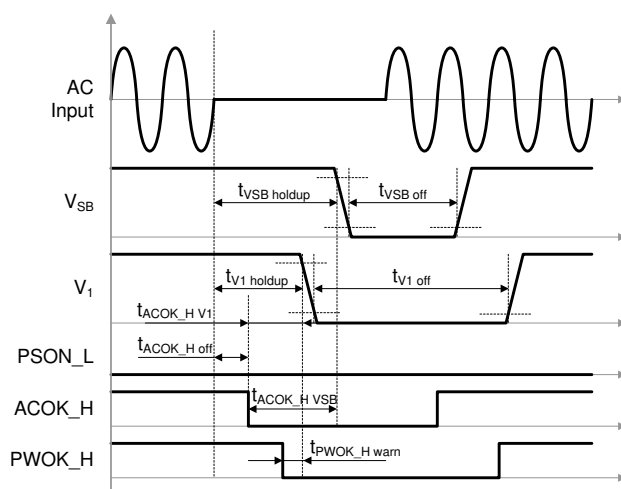 AC
Input
VSB
tVSB holdup
tVSB off
V1
tV1 holdup
tV1 off
tACOK_H V1
tACOK_H off
PSON_L
tACOK_H VSB
ACOK_H
tPWOK_H warn
PWOK_H